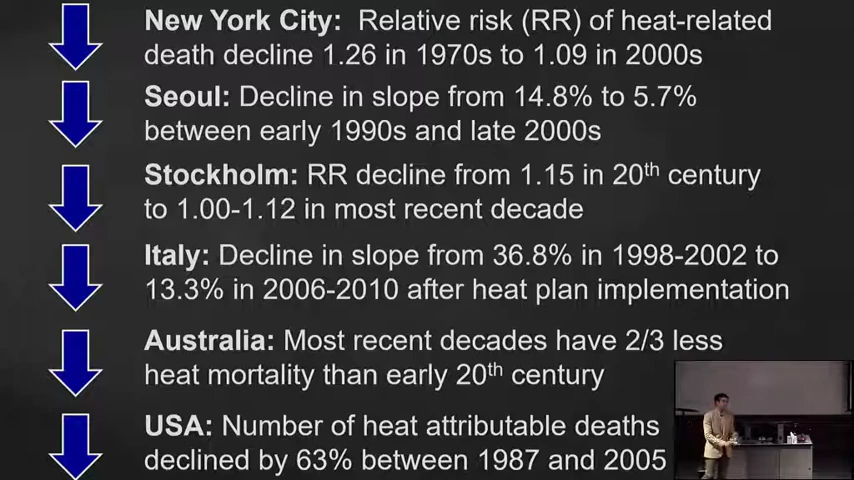 New York City: Relative risk (RR) of heat-related
death decline 1.26 in 1970s to 1.09 in 2000s
Seoul: Decline in slope from 14.8% to 5.7%
between early 1990s and late 2000s
Stockholm: RR decline from 1.15 in 20th century
to 1.00-1.12 in most recent decade
Italy: Decline in slope from 36.8% in 1998-2002 to
13.3% in 2006-2010 after heat plan implementation
Australia: Most recent decades have 2/3 less
heat mortality than early 20th century
USA: Number of heat attributable deaths
declined by 63% between 1987 and 2005